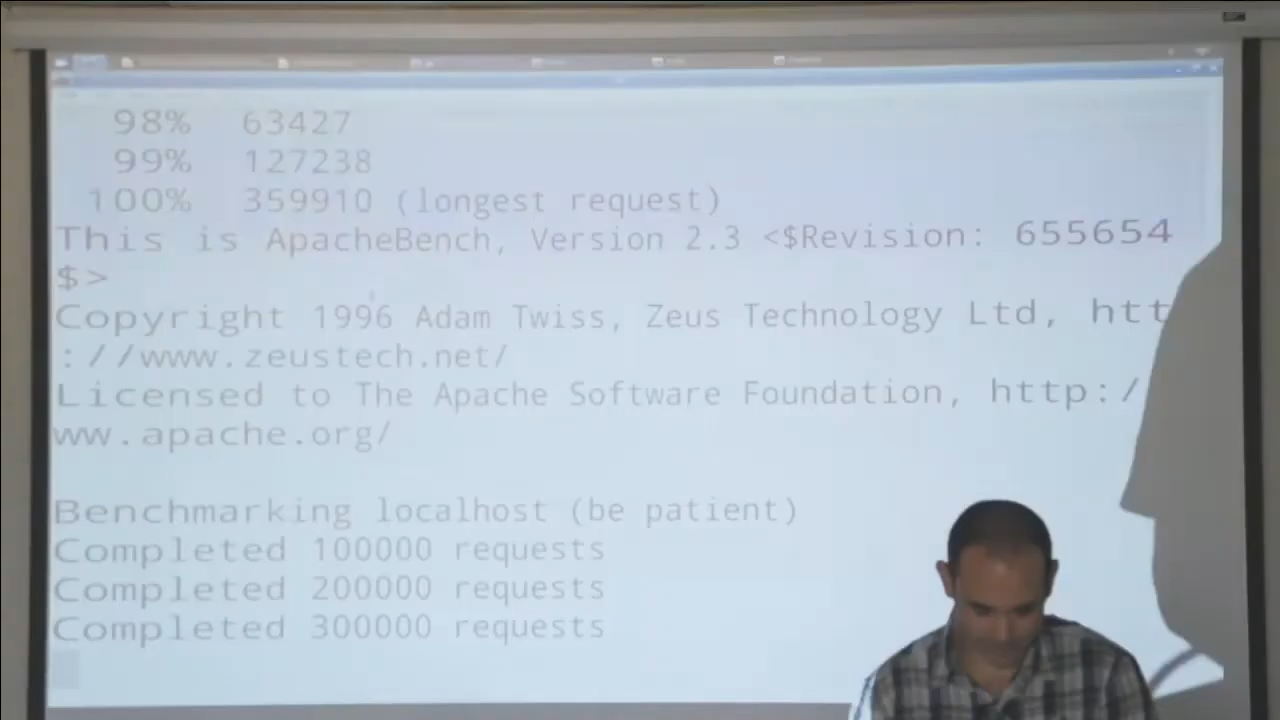 98% 63427
99% 127238
100% 359910 (longest request)
This is ApacheBench, Version 2.3 <$Revision: 655654
$>
Copyright 1996 Adam Twiss, Zeus Technology Ltd, htt
://www.zeustech.net/
Licensed to The Apache Software Foundation, http:/
ww.apache.org/
Benchmarking localhost (be patient)
Completed 100000 requests
Completed 200000 requests
Completed 300000 requests